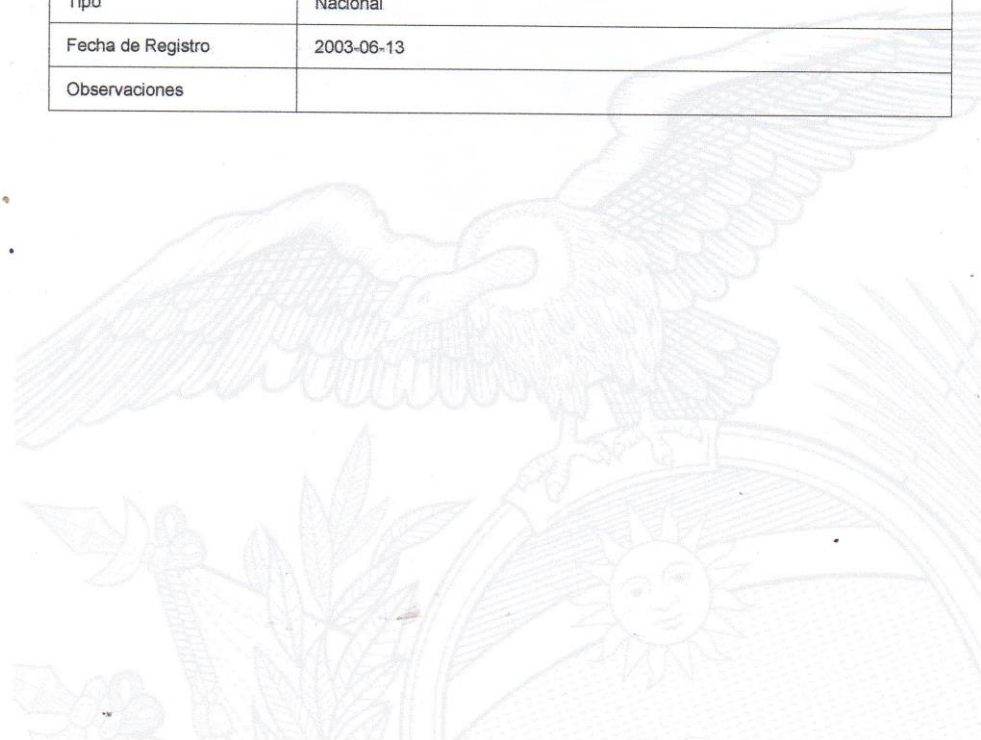 Tipo Nacional
Fecha de Registro 2003-06-13
Observaciones